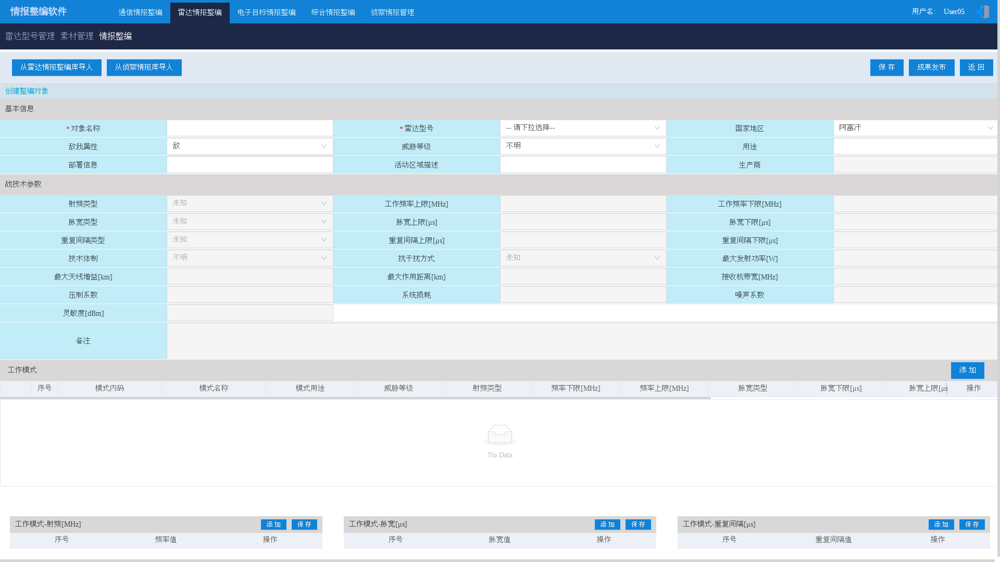 情报整编软件 通信情报整编 雷达情报整编 电子目标情报整编 综合情报整编 侦察情报管理 用户名： User05
雷达型号管理 素材管理 情报整编
从雷达情报整编库导入 从侦察情报库导入 保 存 成果发布 返 回
创建整编对象
基本信息
* 对象名称 * 雷达型号 -- 请下拉选择-- 国家地区 阿富汗
敌我属性 敌 威胁等级 不明 用途
部署信息 活动区域描述 生产商
战技术参数
射频类型 未知 工作频率上限[MHz] 工作频率下限[MHz]
脉宽类型 未知 脉宽上限[μs] 脉宽下限[μs]
重复间隔类型 未知 重复间隔上限[μs] 重复间隔下限[μs]
技术体制 不明 抗干扰方式 未知 最大发射功率[W]
最大天线增益[km] 最大作用距离[km] 接收机带宽[MHz]
压制系数 系统损耗 噪声系数
灵敏度[dBm]
备注
工作模式 添 加
序号 模式内码 模式名称 模式用途 威胁等级 射频类型 频率下限[MHz] 频率上限[MHz] 脉宽类型 脉宽下限[μs] 脉宽上限[μs 操作
No Data
工作模式-射频[MHz] 添 加 保 存 工作模式-脉宽[μs] 添 加 保 存 工作模式-重复间隔[μs] 添 加 保 存
序号 频率值 操作 序号 脉宽值 操作 序号 重复间隔值 操作